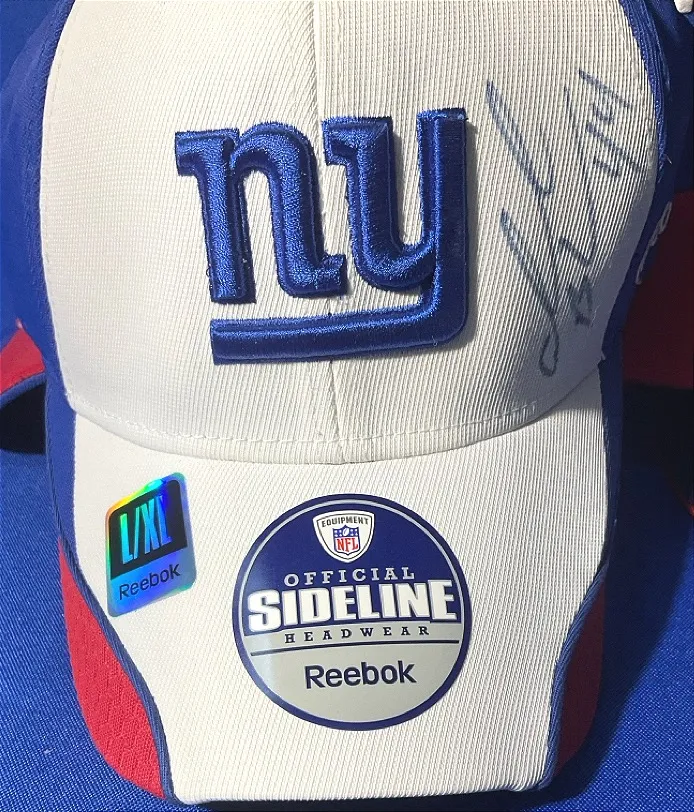 ny
L/XL
Reebok
EQUIPMENT
NFL
OFFICIAL
SIDELINE
HEADWEAR
Reebok